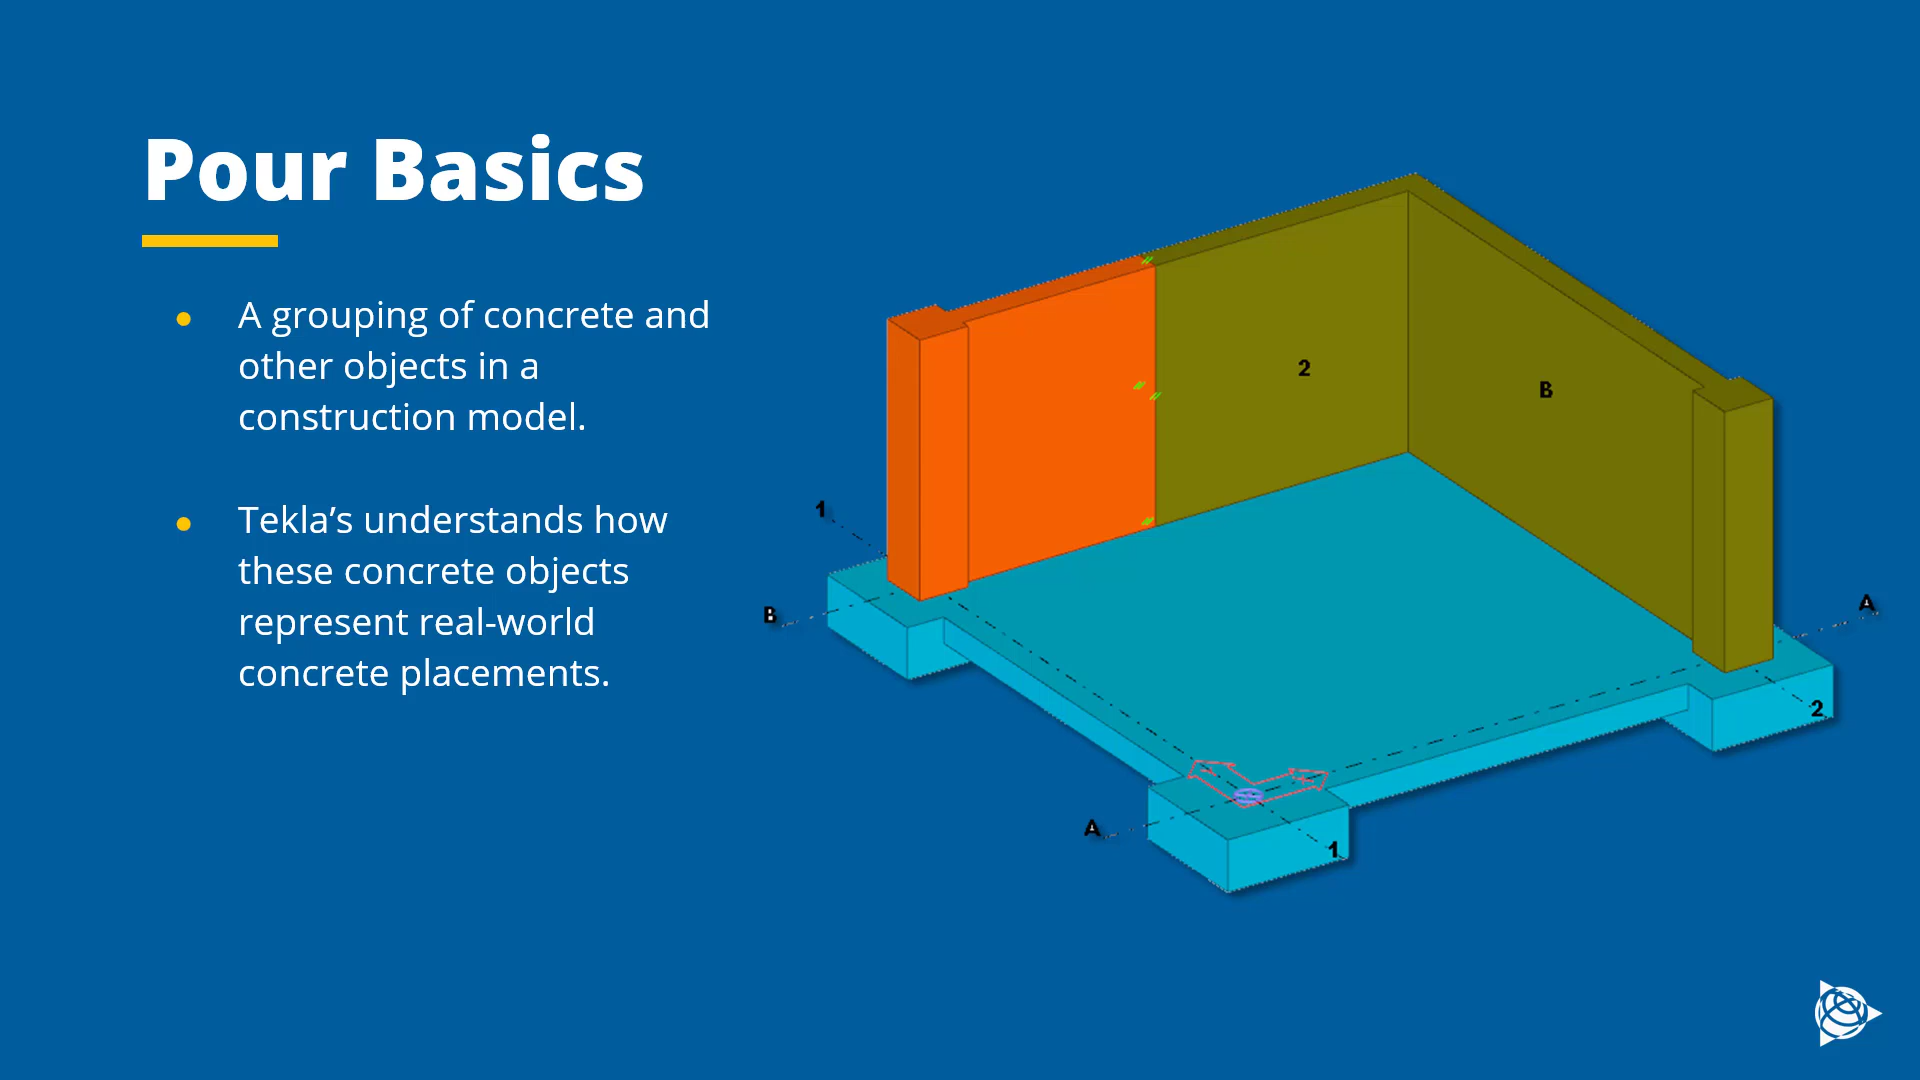 Pour Basics
• A grouping of concrete and
other objects in a
construction model.
• Tekla’s understands how
these concrete objects
represent real-world
concrete placements.
2
B
1
B
A
2
A
1